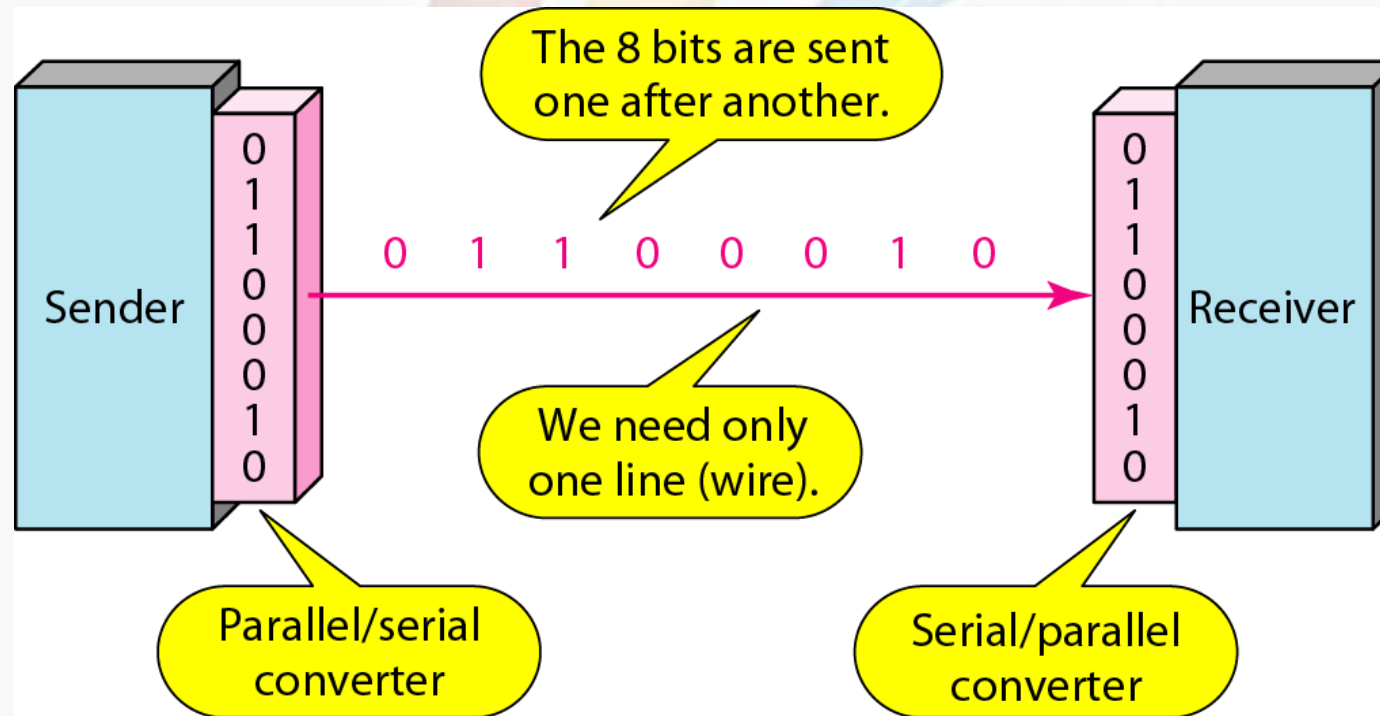 The 8 bits are sent
one after another.
0
1
1
0
0
0
1
0
0 1 1 0 0 0 1 0
0
1
1
0
0
0
1
0
Sender
Receiver
We need only
one line (wire).
Parallel/serial
converter
Serial/parallel
converter